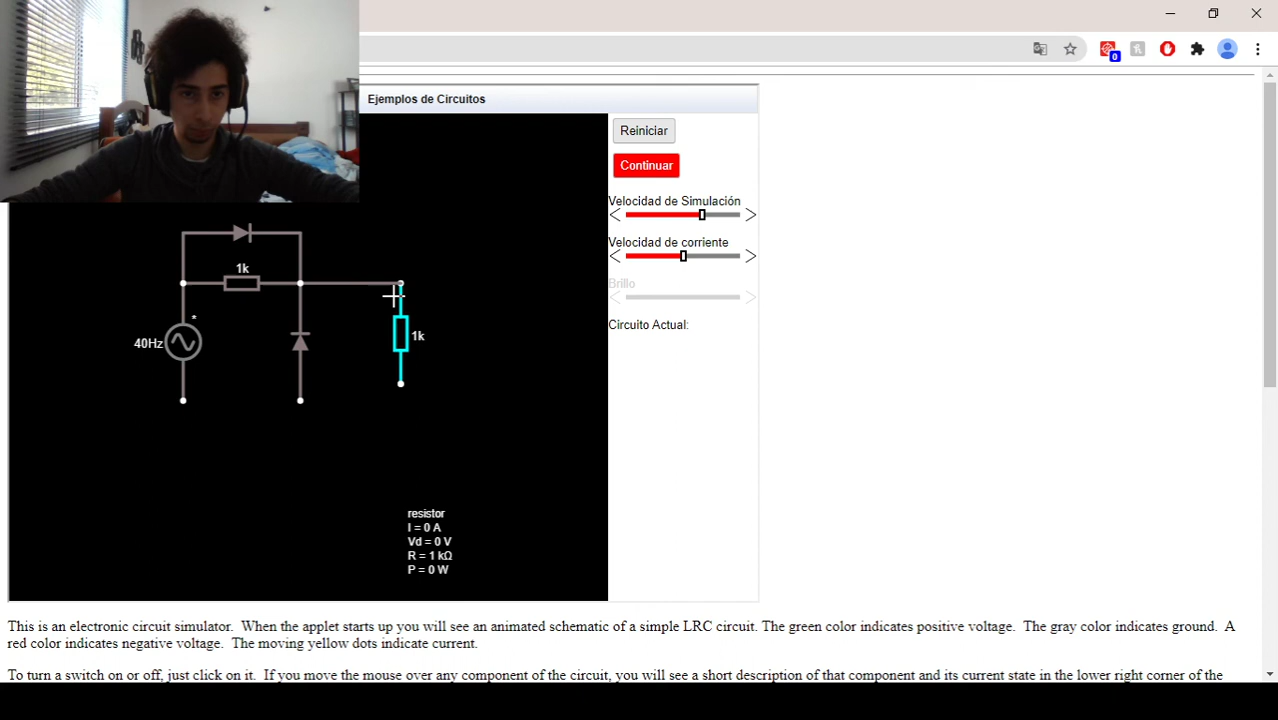 0
Ejemplos de Circuitos
Reiniciar
Continuar
Velocidad de Simulación
Velocidad de corriente
Brillo
Circuito Actual:
1k
*
40Hz
1k
resistor
I = 0 A
Vd = 0 V
R = 1 kΩ
P = 0 W
This is an electronic circuit simulator. When the applet starts up you will see an animated schematic of a simple LRC circuit. The green color indicates positive voltage. The gray color indicates ground. A
red color indicates negative voltage. The moving yellow dots indicate current.
To turn a switch on or off, just click on it. If you move the mouse over any component of the circuit, you will see a short description of that component and its current state in the lower right corner of the